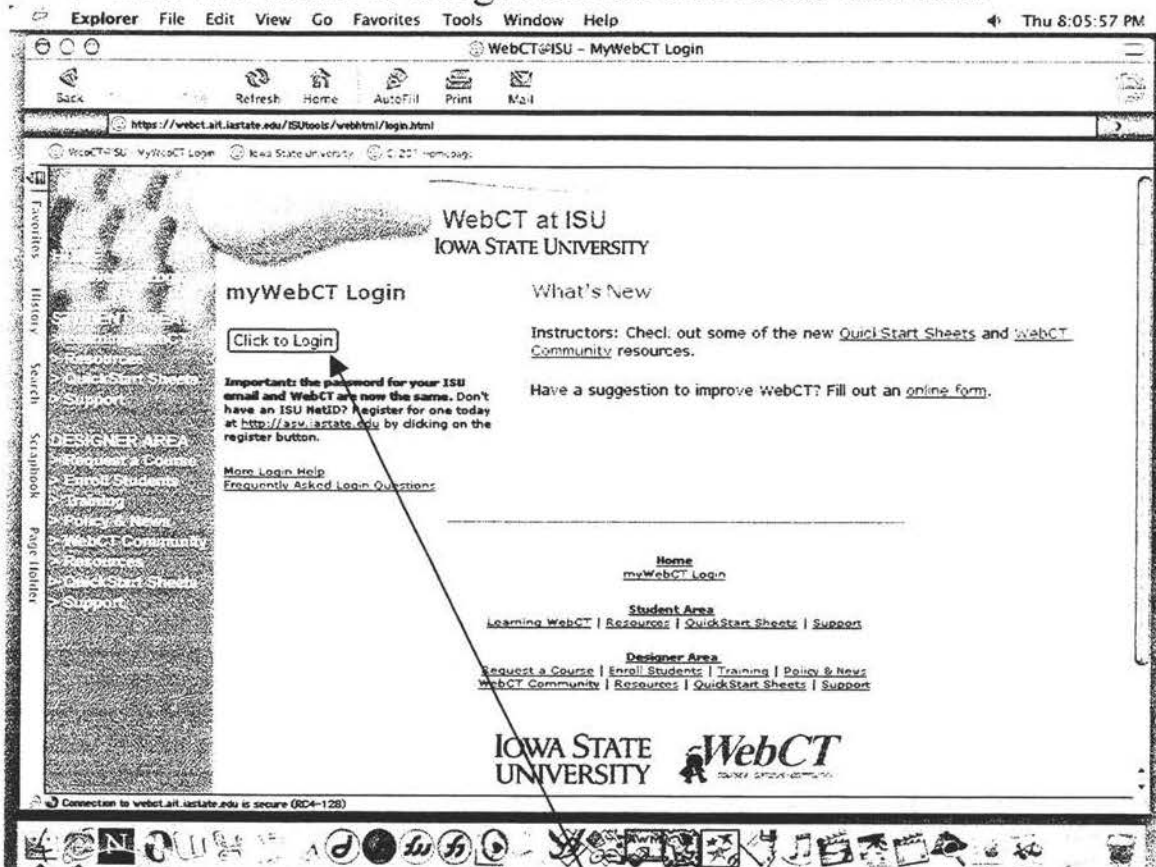 Explorer File Edit View Go Favorites Tools Window Help Thu 8:05:57 PM
WebCT@ISU - MyWebCT Login
Back Refresh Home AutoFill Print Mail
https://webct.ait.iastate.edu/ISUtools/webhtml/login.html
WebCT@ISU - MyWebCT Login Iowa State University
Favorites
History
Search
Scrapbook
Page Holder
WebCT at ISU
IOWA STATE UNIVERSITY
> Resources
> QuickStart Sheets
> Support
DESIGNER AREA
> Request a Course
> Enroll Students
> Training
> Policy & News
> WebCT Community
> Resources
> QuickStart Sheets
> Support
myWebCT Login
Click to Login
Important: the password for your ISU
email and WebCT are now the same. Don't
have an ISU NetID? Register for one today
at http://asw.iastate.edu by clicking on the
register button.
More Login Help
Frequently Asked Login Questions
What's New
Instructors: Check out some of the new QuickStart Sheets and WebCT
Community resources.
Have a suggestion to improve WebCT? Fill out an online form.
Home
myWebCT Login
Student Area
Learning WebCT | Resources | QuickStart Sheets | Support
Designer Area
Request a Course | Enroll Students | Training | Policy & News
WebCT Community | Resources | QuickStart Sheets | Support
IOWA STATE
UNIVERSITY
WebCT
Connection to webct.ait.iastate.edu is secure (RC4-128)